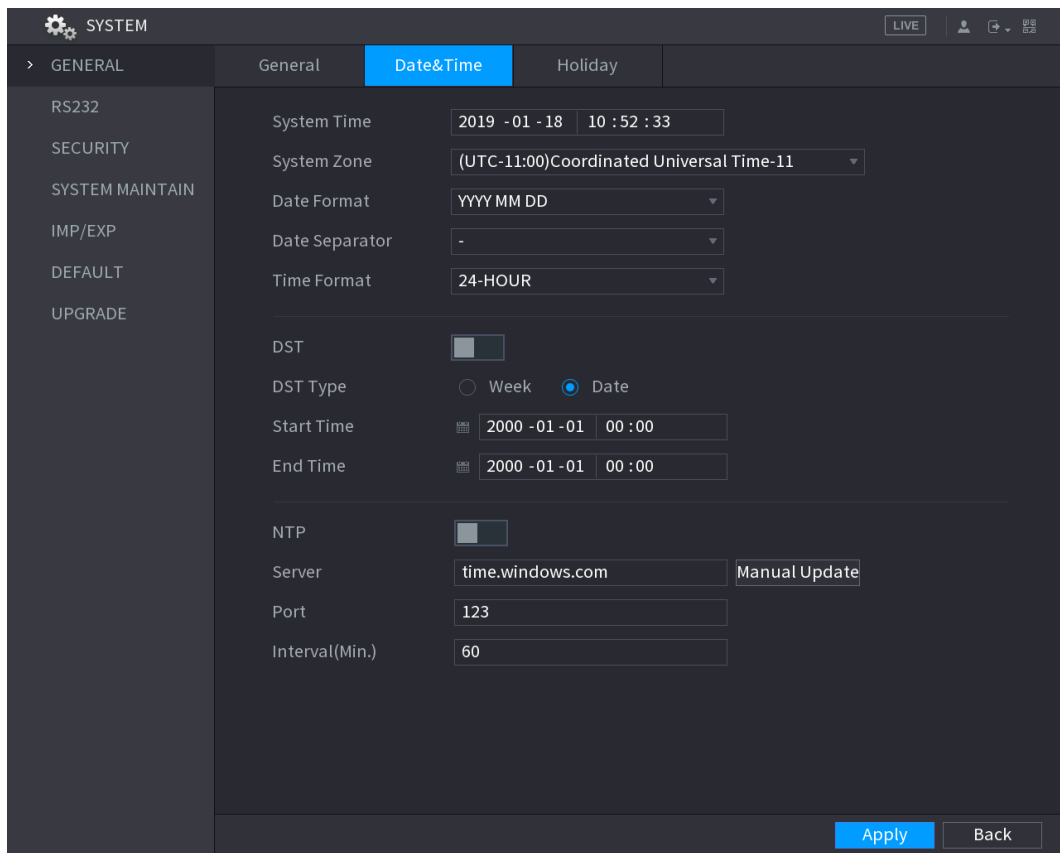 SYSTEM
LIVE
GENERAL
RS232
SECURITY
SYSTEM MAINTAIN
IMP/EXP
DEFAULT
UPGRADE
General Date&Time Holiday
System Time 2019 -01 -18 10 :52 :33
System Zone (UTC-11:00)Coordinated Universal Time-11
Date Format YYYY MM DD
Date Separator -
Time Format 24-HOUR
DST
DST Type Week Date
Start Time 2000 -01 -01 00 :00
End Time 2000 -01 -01 00 :00
NTP
Server time.windows.com Manual Update
Port 123
Interval(Min.) 60
Apply Back